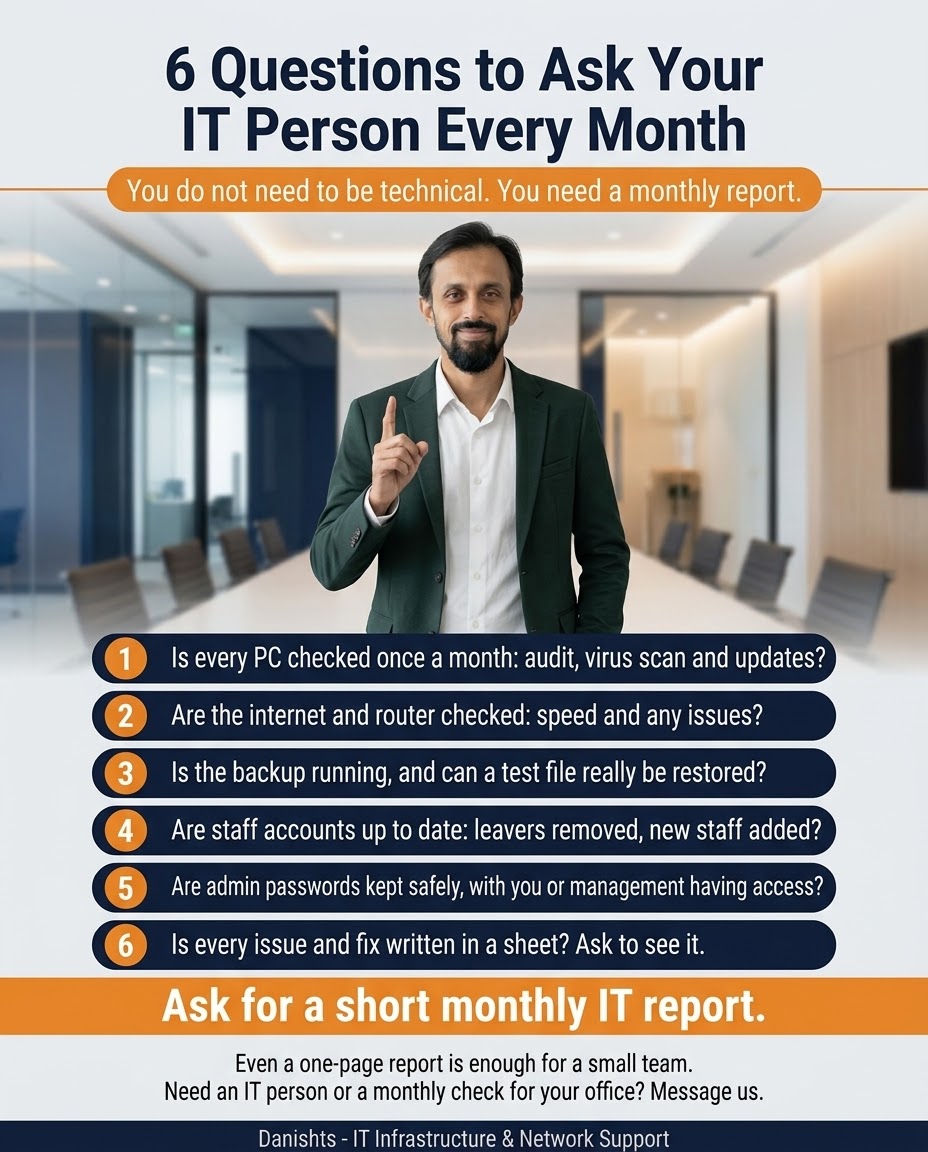 6 Questions to Ask Your
IT Person Every Month
You do not need to be technical. You need a monthly report.
1 Is every PC checked once a month: audit, virus scan and updates?
2 Are the internet and router checked: speed and any issues?
3 Is the backup running, and can a test file really be restored?
4 Are staff accounts up to date: leavers removed, new staff added?
5 Are admin passwords kept safely, with you or management having access?
6 Is every issue and fix written in a sheet? Ask to see it.
Ask for a short monthly IT report.
Even a one-page report is enough for a small team.
Need an IT person or a monthly check for your office? Message us.
Danishts - IT Infrastructure & Network Support